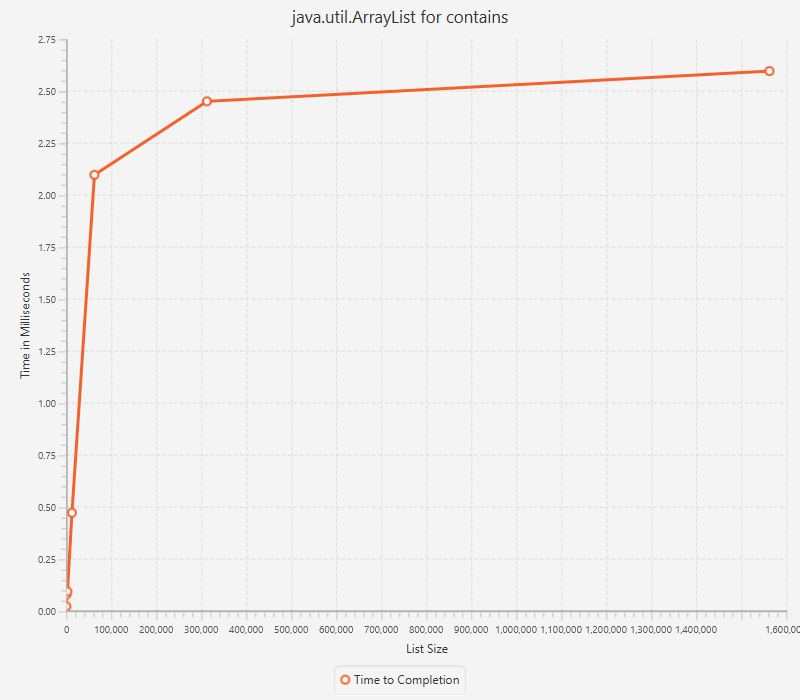 java.util.ArrayList for contains
2.75
2.50
2.25
2.00
1.75
1.50
1.25
1.00
0.75
0.50
0.25
0.00
Time in Milliseconds
0 100,000 200,000 300,000 400,000 500,000 600,000 700,000 800,000 900,000 1,000,000 1,100,000 1,200,000 1,300,000 1,400,000 1,600,0
List Size
Time to Completion